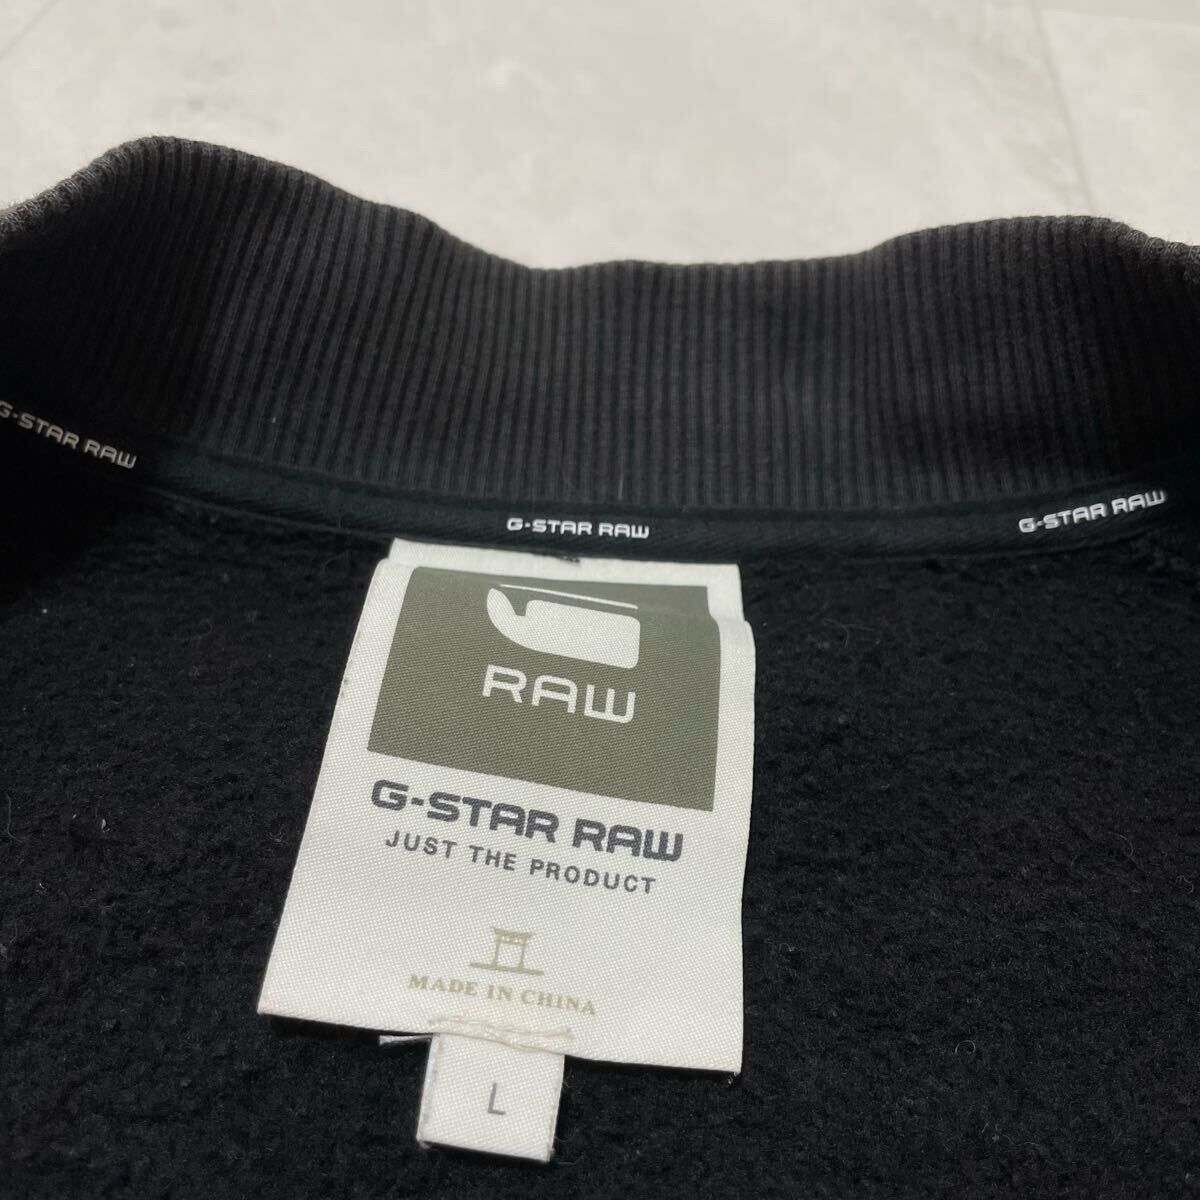 G-STAR RAW
G-STAR RAW
G-STAR RAW
RAW
G-STAR RAW
JUST THE PRODUCT
MADE IN CHINA
L